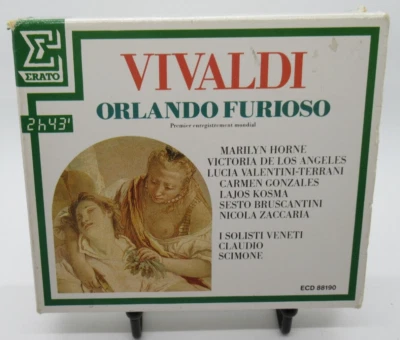 ERATO
2h43'
VIVALDI
ORLANDO FURIOSO
Premier enregistrement mondial
MARILYN HORNE
VICTORIA DE LOS ANGELES
LUCIA VALENTINI-TERRANI
CARMEN GONZALES
LAJOS KOSMA
SESTO BRUSCANTINI
NICOLA ZACCARIA
I SOLISTI VENETI
CLAUDIO
SCIMONE
ECD 88190